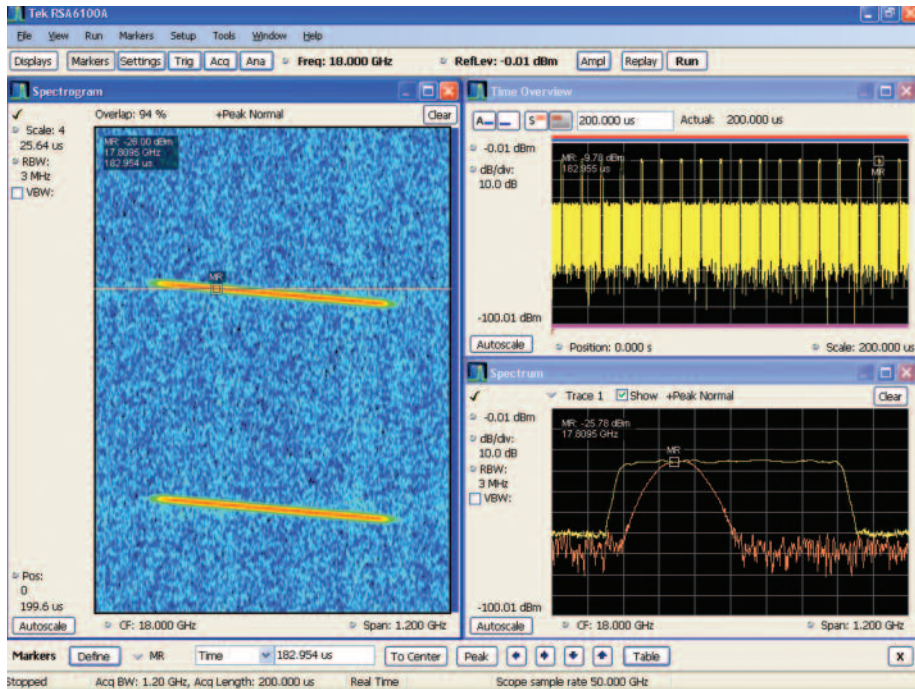 Tek RSA6100A
File View Run Markers Setup Tools Window Help
Displays Markers Settings Trig Acq Ana Freq: 18.000 GHz RefLev: -0.01 dBm Ampl Replay Run
Spectrogram
Overlap: 94 % +Peak Normal Clear
Scale: 4
25.64 us
RBW:
3 MHz
VBW:
MR: -26.00 dBm
17.8095 GHz
182.954 us
MR
Pos:
0
199.6 us
Autoscale CF: 18.000 GHz Span: 1.200 GHz
Time Overview
200.000 us Actual: 200.000 us
-0.01 dBm
dB/div:
10.0 dB
MR: -9.78 dBm
182.955 us
MR
-100.01 dBm
Autoscale Position: 0.000 s Scale: 200.000 us
Spectrum
Trace 1 Show +Peak Normal Clear
-0.01 dBm
dB/div:
10.0 dB
RBW:
3 MHz
VBW:
MR: -25.78 dBm
17.8095 GHz
MR
-100.01 dBm
Autoscale CF: 18.000 GHz Span: 1.200 GHz
Markers Define MR Time 182.954 us To Center Peak Table X
Stopped Acq BW: 1.20 GHz, Acq Length: 200.000 us Real Time Scope sample rate 50.000 GHz